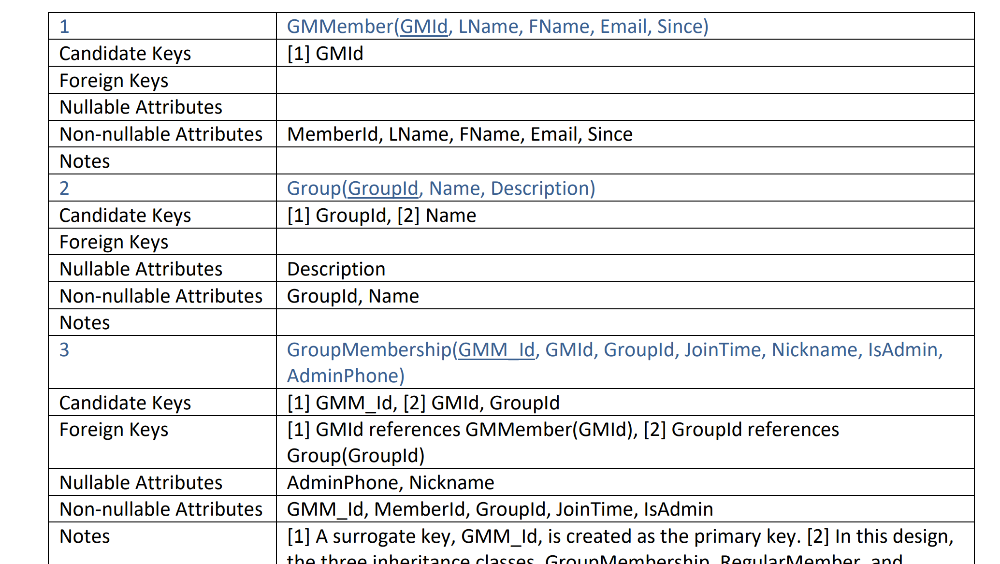 1 GMMember(GMId, LName, FName, Email, Since)
Candidate Keys [1] GMId
Foreign Keys
Nullable Attributes
Non-nullable Attributes MemberId, LName, FName, Email, Since
Notes
2 Group(GroupId, Name, Description)
Candidate Keys [1] GroupId, [2] Name
Foreign Keys
Nullable Attributes Description
Non-nullable Attributes GroupId, Name
Notes
3 GroupMembership(GMM_Id, GMId, GroupId, JoinTime, Nickname, IsAdmin,
AdminPhone)
Candidate Keys [1] GMM_Id, [2] GMId, GroupId
Foreign Keys [1] GMId references GMMember(GMId), [2] GroupId references
Group(GroupId)
Nullable Attributes AdminPhone, Nickname
Non-nullable Attributes GMM_Id, MemberId, GroupId, JoinTime, IsAdmin
Notes [1] A surrogate key, GMM_Id, is created as the primary key. [2] In this design,
the three inheritance classes, GroupMembership, RegularMember, and